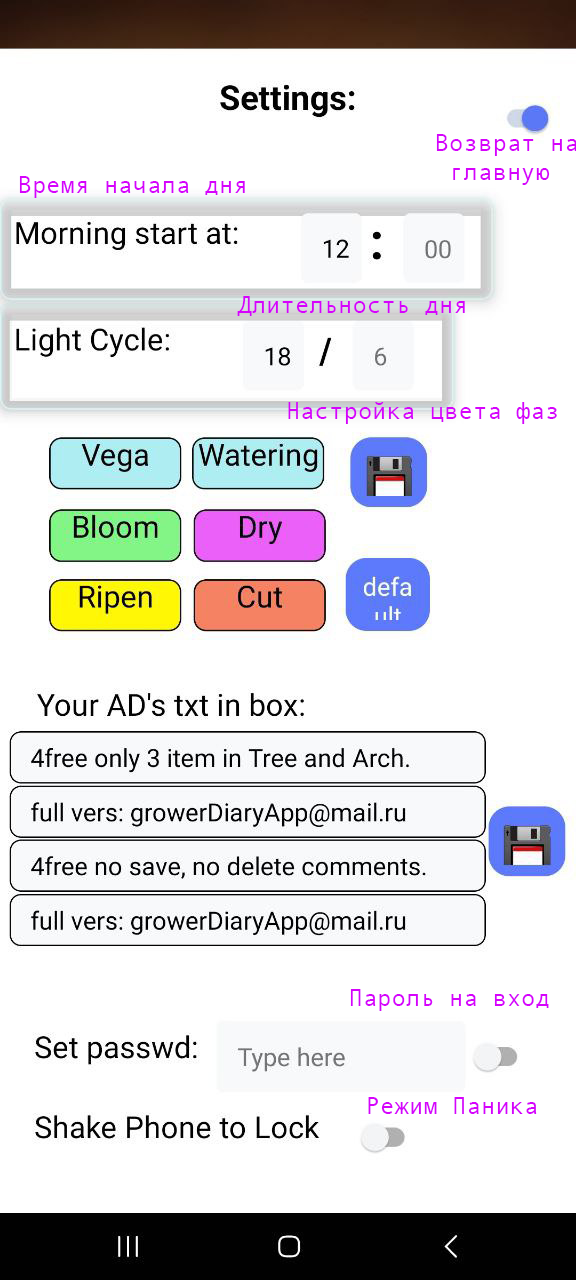 Settings:
Возврат на
главную
Время начала дня
Morning start at: 12 : 00
Длительность дня
Light Cycle: 18 / 6
Настройка цвета фаз
Vega Watering
Bloom Dry
Ripen Cut
defa
ult
Your AD's txt in box:
4free only 3 item in Tree and Arch.
full vers: growerDiaryApp@mail.ru
4free no save, no delete comments.
full vers: growerDiaryApp@mail.ru
Пароль на вход
Set passwd: Type here
Режим Паника
Shake Phone to Lock